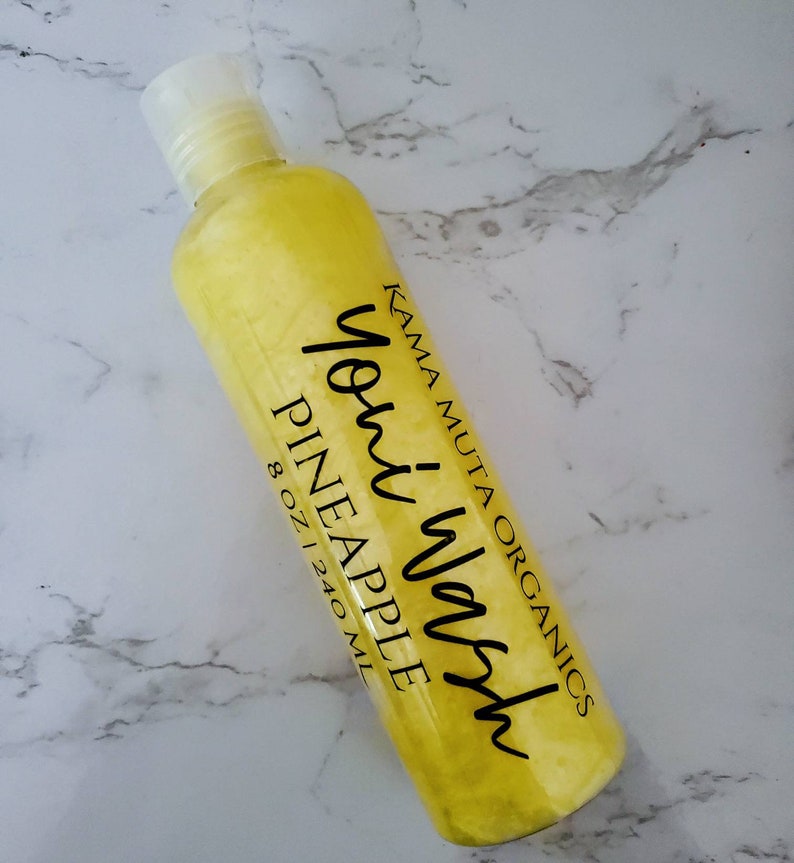 KAMA MUTA ORGANICS
Yoni Wash
PINEAPPLE
8 OZ | 240 ML